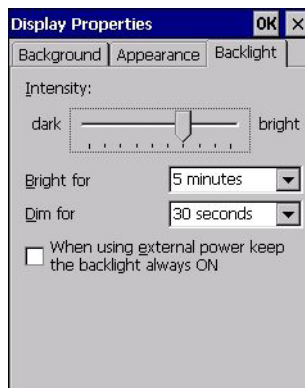 Display Properties OK ×
Background Appearance Backlight
Intensity:
dark bright
Bright for 5 minutes
Dim for 30 seconds
When using external power keep
the backlight always ON